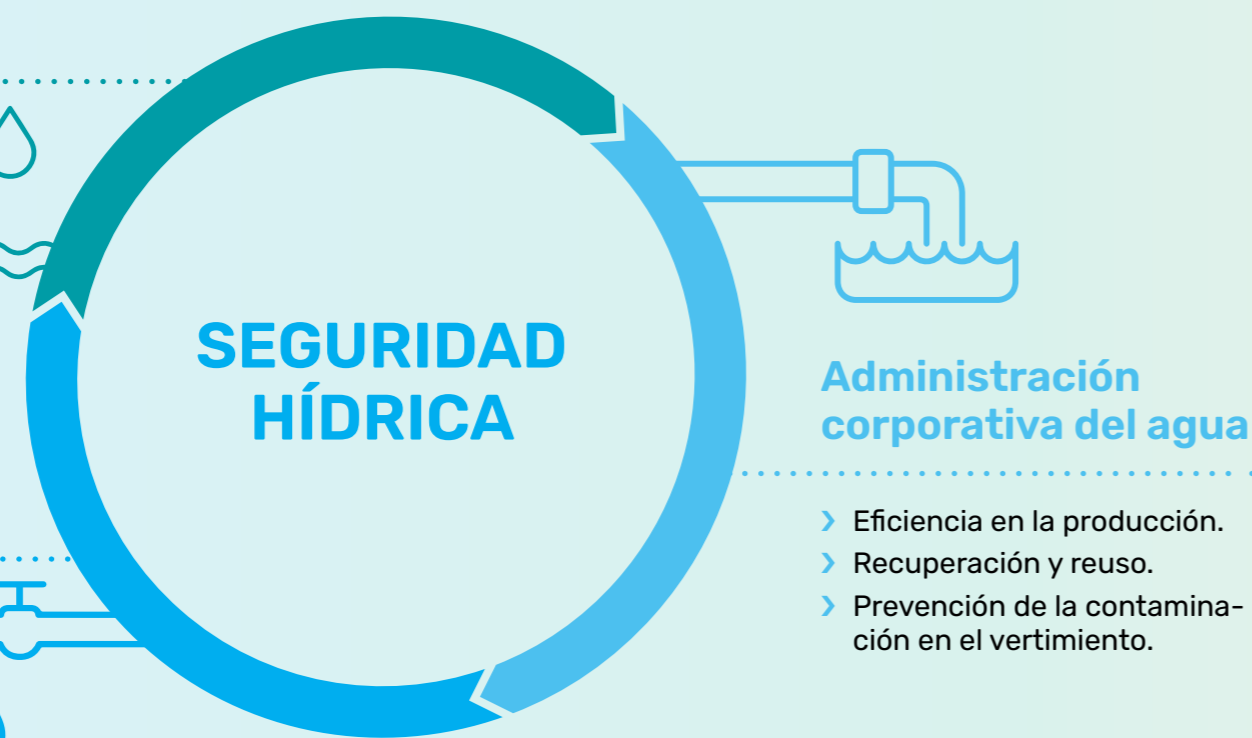 SEGURIDAD
HÍDRICA
Administración
corporativa del agua
› Eficiencia en la producción.
› Recuperación y reuso.
› Prevención de la contamina-
ción en el vertimiento.